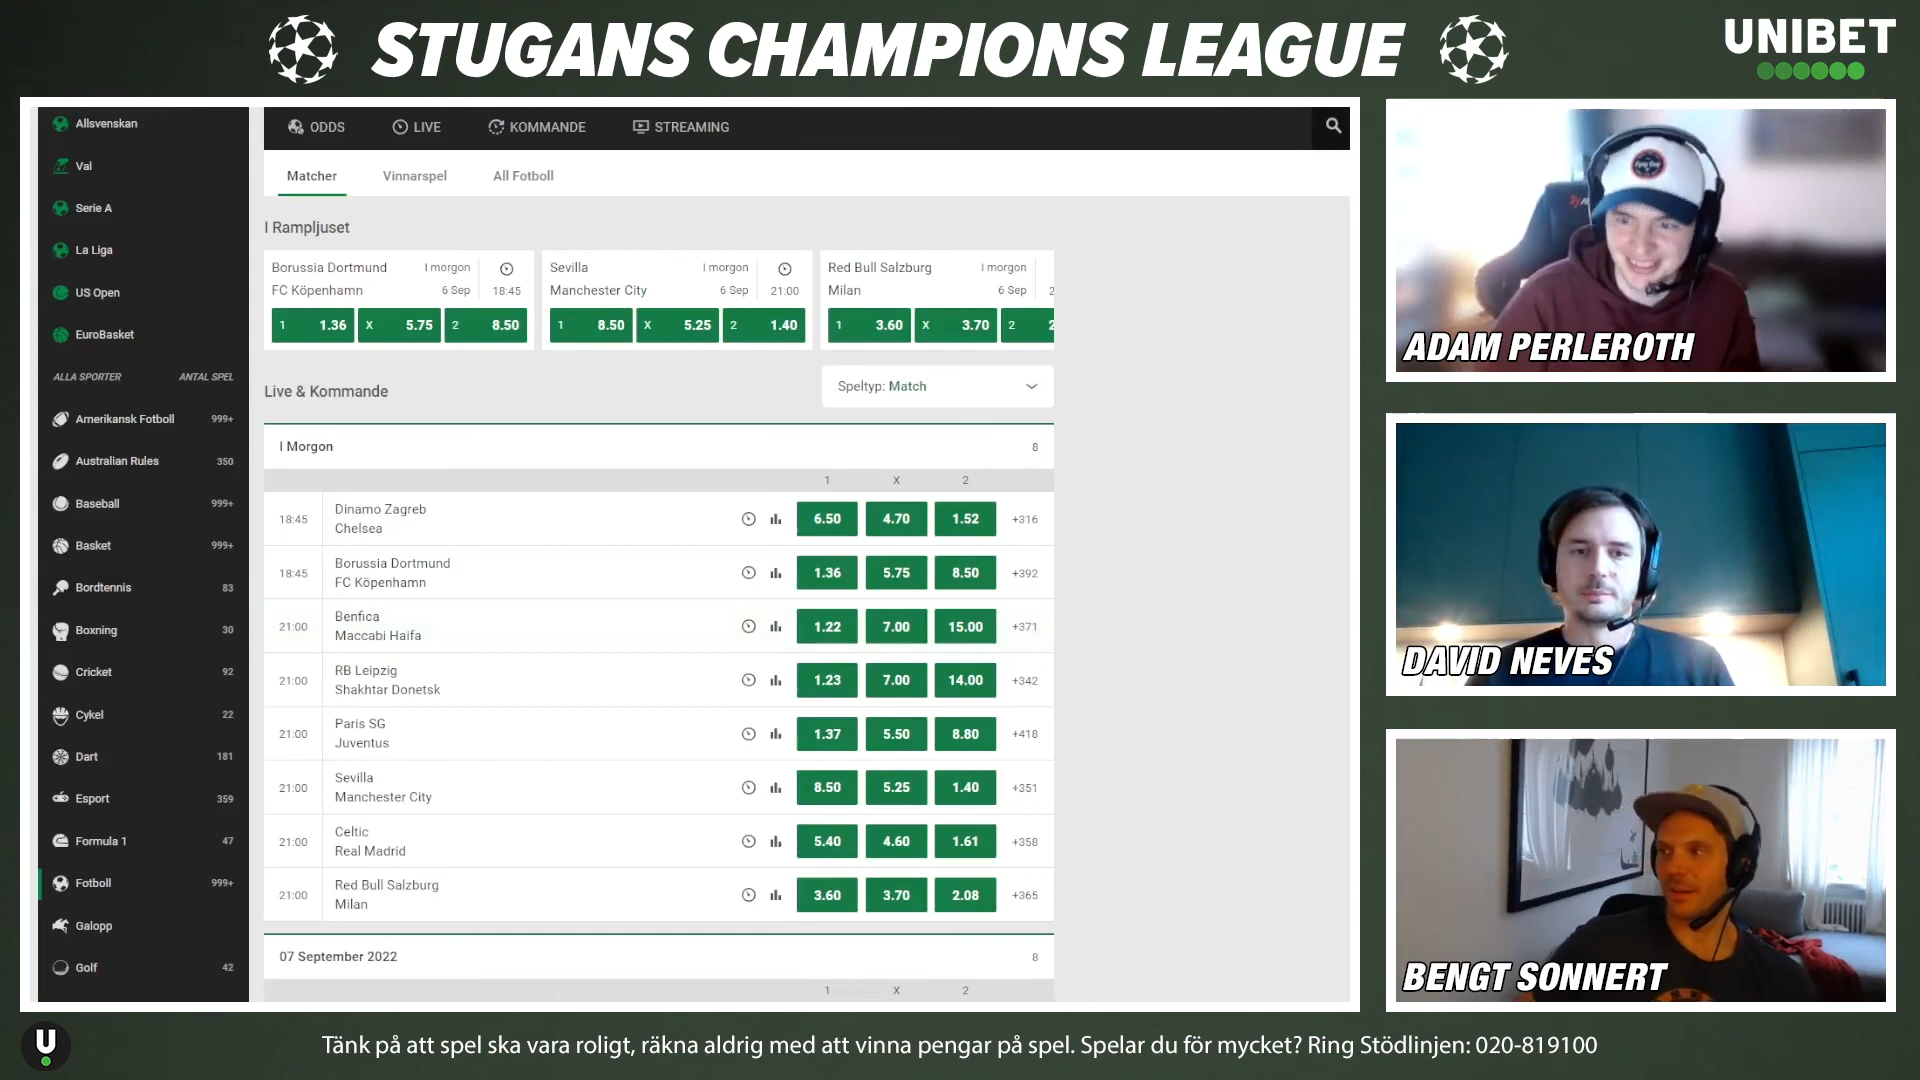 STUGANS CHAMPIONS LEAGUE
UNIBET
Allsvenskan
Val
Serie A
La Liga
US Open
EuroBasket
ALLA SPORTER ANTAL SPEL
Amerikansk Fotboll 999+
Australian Rules 350
Baseball 999+
Basket 999+
Bordtennis 83
Boxning 30
Cricket 92
Cykel 22
Dart 181
Esport 359
Formula 1 47
Fotboll 999+
Galopp
Golf 42
ODDS LIVE KOMMANDE STREAMING
Matcher Vinnarspel All Fotboll
I Rampljuset
Borussia Dortmund I morgon
FC Köpenhamn 6 Sep 18:45
1 1.36 X 5.75 2 8.50
Sevilla I morgon
Manchester City 6 Sep 21:00
1 8.50 X 5.25 2 1.40
Red Bull Salzburg I morgon
Milan 6 Sep 2
1 3.60 X 3.70 2 2
Live & Kommande
Speltyp: Match
I Morgon 8
1 X 2
18:45 Dinamo Zagreb
Chelsea
6.50 4.70 1.52 +316
18:45 Borussia Dortmund
FC Köpenhamn
1.36 5.75 8.50 +392
21:00 Benfica
Maccabi Haifa
1.22 7.00 15.00 +371
21:00 RB Leipzig
Shakhtar Donetsk
1.23 7.00 14.00 +342
21:00 Paris SG
Juventus
1.37 5.50 8.80 +418
21:00 Sevilla
Manchester City
8.50 5.25 1.40 +351
21:00 Celtic
Real Madrid
5.40 4.60 1.61 +358
21:00 Red Bull Salzburg
Milan
3.60 3.70 2.08 +365
07 September 2022 8
1 X 2
ADAM PERLEROTH
DAVID NEVES
BENGT SONNERT
U
Tänk på att spel ska vara roligt, räkna aldrig med att vinna pengar på spel. Spelar du för mycket? Ring Stödlinjen: 020-819100